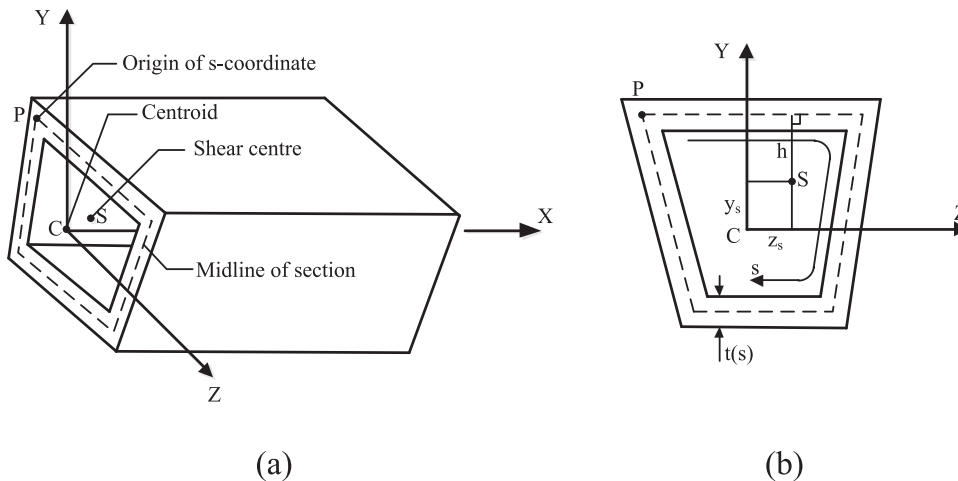 Y
Origin of s-coordinate
P
Centroid
Shear centre
C
S
X
Midline of section
Z
(a)
Y
P
h
S
y_s
Z
C
z_s
s
t(s)
(b)